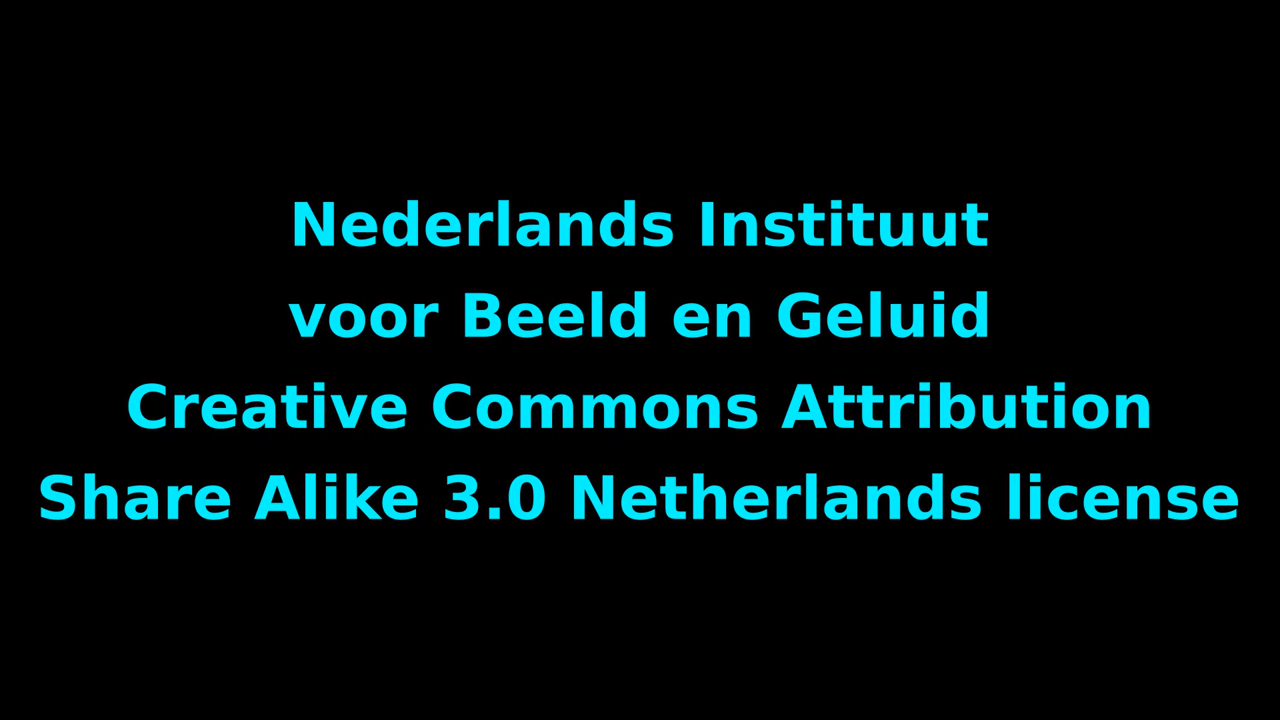 Nederlands Instituut
voor Beeld en Geluid
Creative Commons Attribution
Share Alike 3.0 Netherlands license